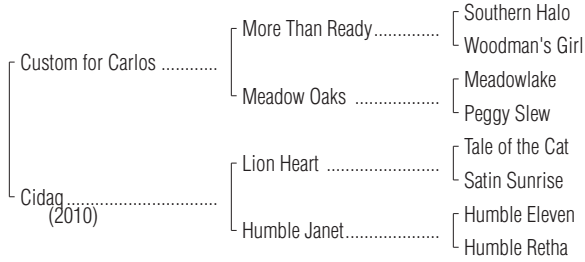 Southern Halo
More Than Ready..............
Woodman's Girl
Custom for Carlos ............
Meadowlake
Meadow Oaks ..................
Peggy Slew
Tale of the Cat
Lion Heart ........................
Satin Sunrise
Cidaq................................
(2010)
Humble Eleven
Humble Janet....................
Humble Retha